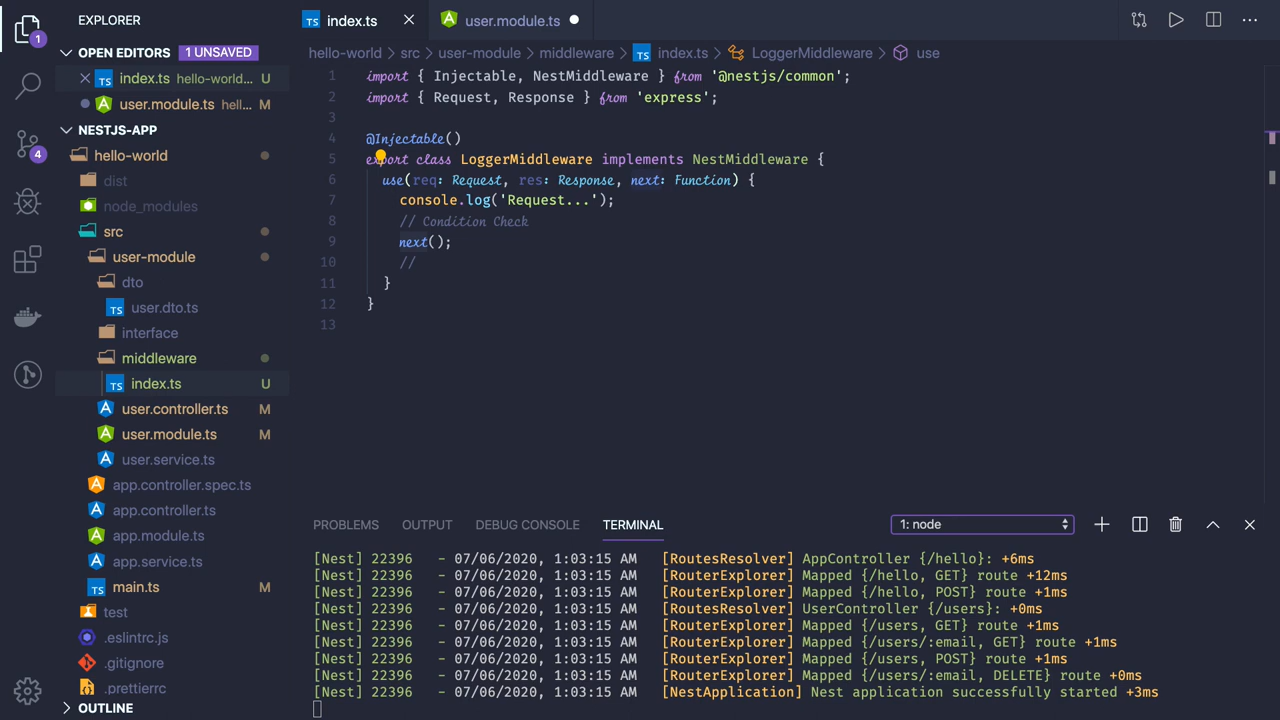 EXPLORER
OPEN EDITORS 1 UNSAVED
TS index.ts hello-world... U
user.module.ts hell... M
NESTJS-APP
hello-world
dist
node_modules
src
user-module
dto
TS user.dto.ts
interface
middleware
TS index.ts U
user.controller.ts M
user.module.ts M
user.service.ts
app.controller.spec.ts
app.controller.ts
app.module.ts
app.service.ts
TS main.ts M
test
.eslintrc.js
.gitignore
.prettierrc
OUTLINE
1
4
TS index.ts
user.module.ts
hello-world > src > user-module > middleware > TS index.ts > LoggerMiddleware > use
1 import { Injectable, NestMiddleware } from '@nestjs/common';
2 import { Request, Response } from 'express';
3
4 @Injectable()
5 export class LoggerMiddleware implements NestMiddleware {
6 use(req: Request, res: Response, next: Function) {
7 console.log('Request...');
8 // Condition Check
9 next();
10 //
11 }
12 }
13
PROBLEMS OUTPUT DEBUG CONSOLE TERMINAL 1: node
[Nest] 22396 - 07/06/2020, 1:03:15 AM [RoutesResolver] AppController {/hello}: +6ms
[Nest] 22396 - 07/06/2020, 1:03:15 AM [RouterExplorer] Mapped {/hello, GET} route +12ms
[Nest] 22396 - 07/06/2020, 1:03:15 AM [RouterExplorer] Mapped {/hello, POST} route +1ms
[Nest] 22396 - 07/06/2020, 1:03:15 AM [RoutesResolver] UserController {/users}: +0ms
[Nest] 22396 - 07/06/2020, 1:03:15 AM [RouterExplorer] Mapped {/users, GET} route +1ms
[Nest] 22396 - 07/06/2020, 1:03:15 AM [RouterExplorer] Mapped {/users/:email, GET} route +1ms
[Nest] 22396 - 07/06/2020, 1:03:15 AM [RouterExplorer] Mapped {/users, POST} route +1ms
[Nest] 22396 - 07/06/2020, 1:03:15 AM [RouterExplorer] Mapped {/users/:email, DELETE} route +0ms
[Nest] 22396 - 07/06/2020, 1:03:15 AM [NestApplication] Nest application successfully started +3ms